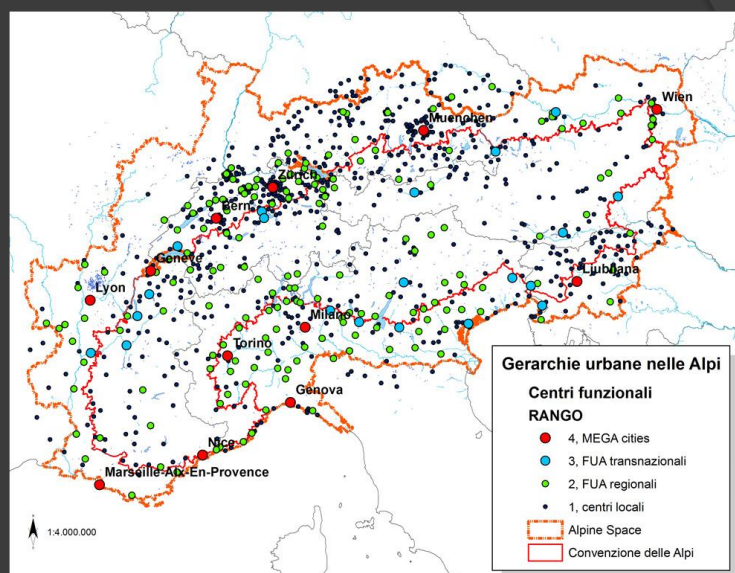 Wien
Muenchen
Zürich
Bern
Geneve
Lyon
Ljubljana
Milano
Torino
Genova
Nice
Marseille-Aix-En-Provence
1:4.000.000
Gerarchie urbane nelle Alpi
Centri funzionali
RANGO
4, MEGA cities
3, FUA transnazionali
2, FUA regionali
1, centri locali
Alpine Space
Convenzione delle Alpi